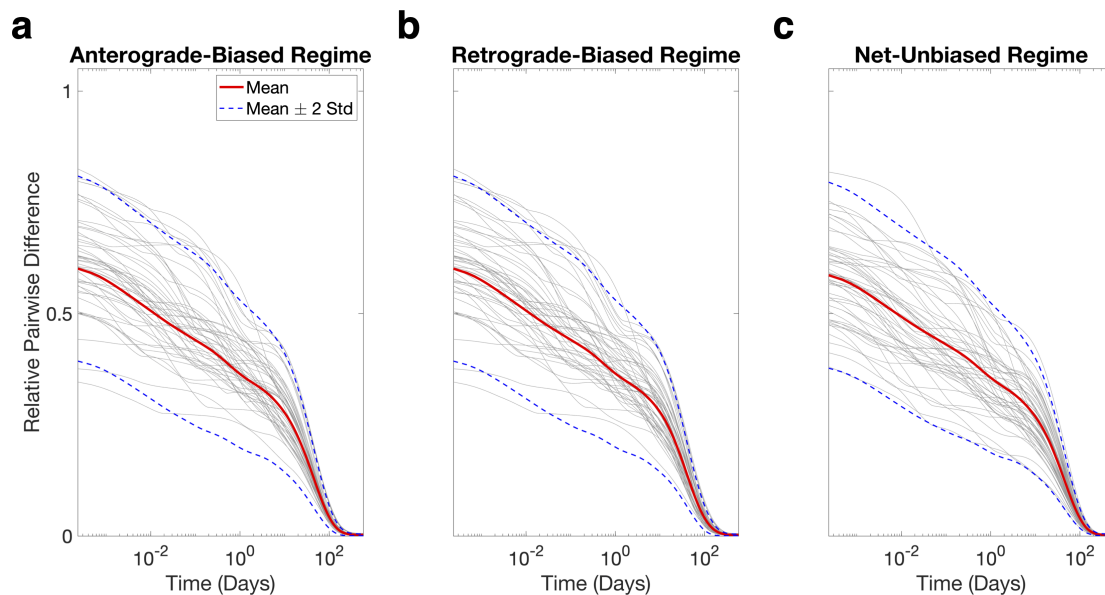 a
b
c
Anterograde-Biased Regime
Retrograde-Biased Regime
Net-Unbiased Regime
Mean
Mean ± 2 Std
Relative Pairwise Difference
1
0.5
0
10^-2
10^0
10^2
10^-2
10^0
10^2
10^-2
10^0
10^2
Time (Days)
Time (Days)
Time (Days)